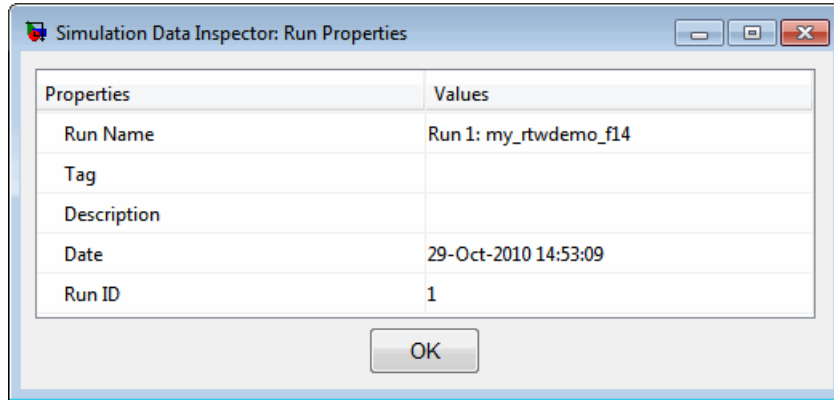 Simulation Data Inspector: Run Properties
Properties Values
Run Name Run 1: my_rtwdemo_f14
Tag
Description
Date 29-Oct-2010 14:53:09
Run ID 1
OK